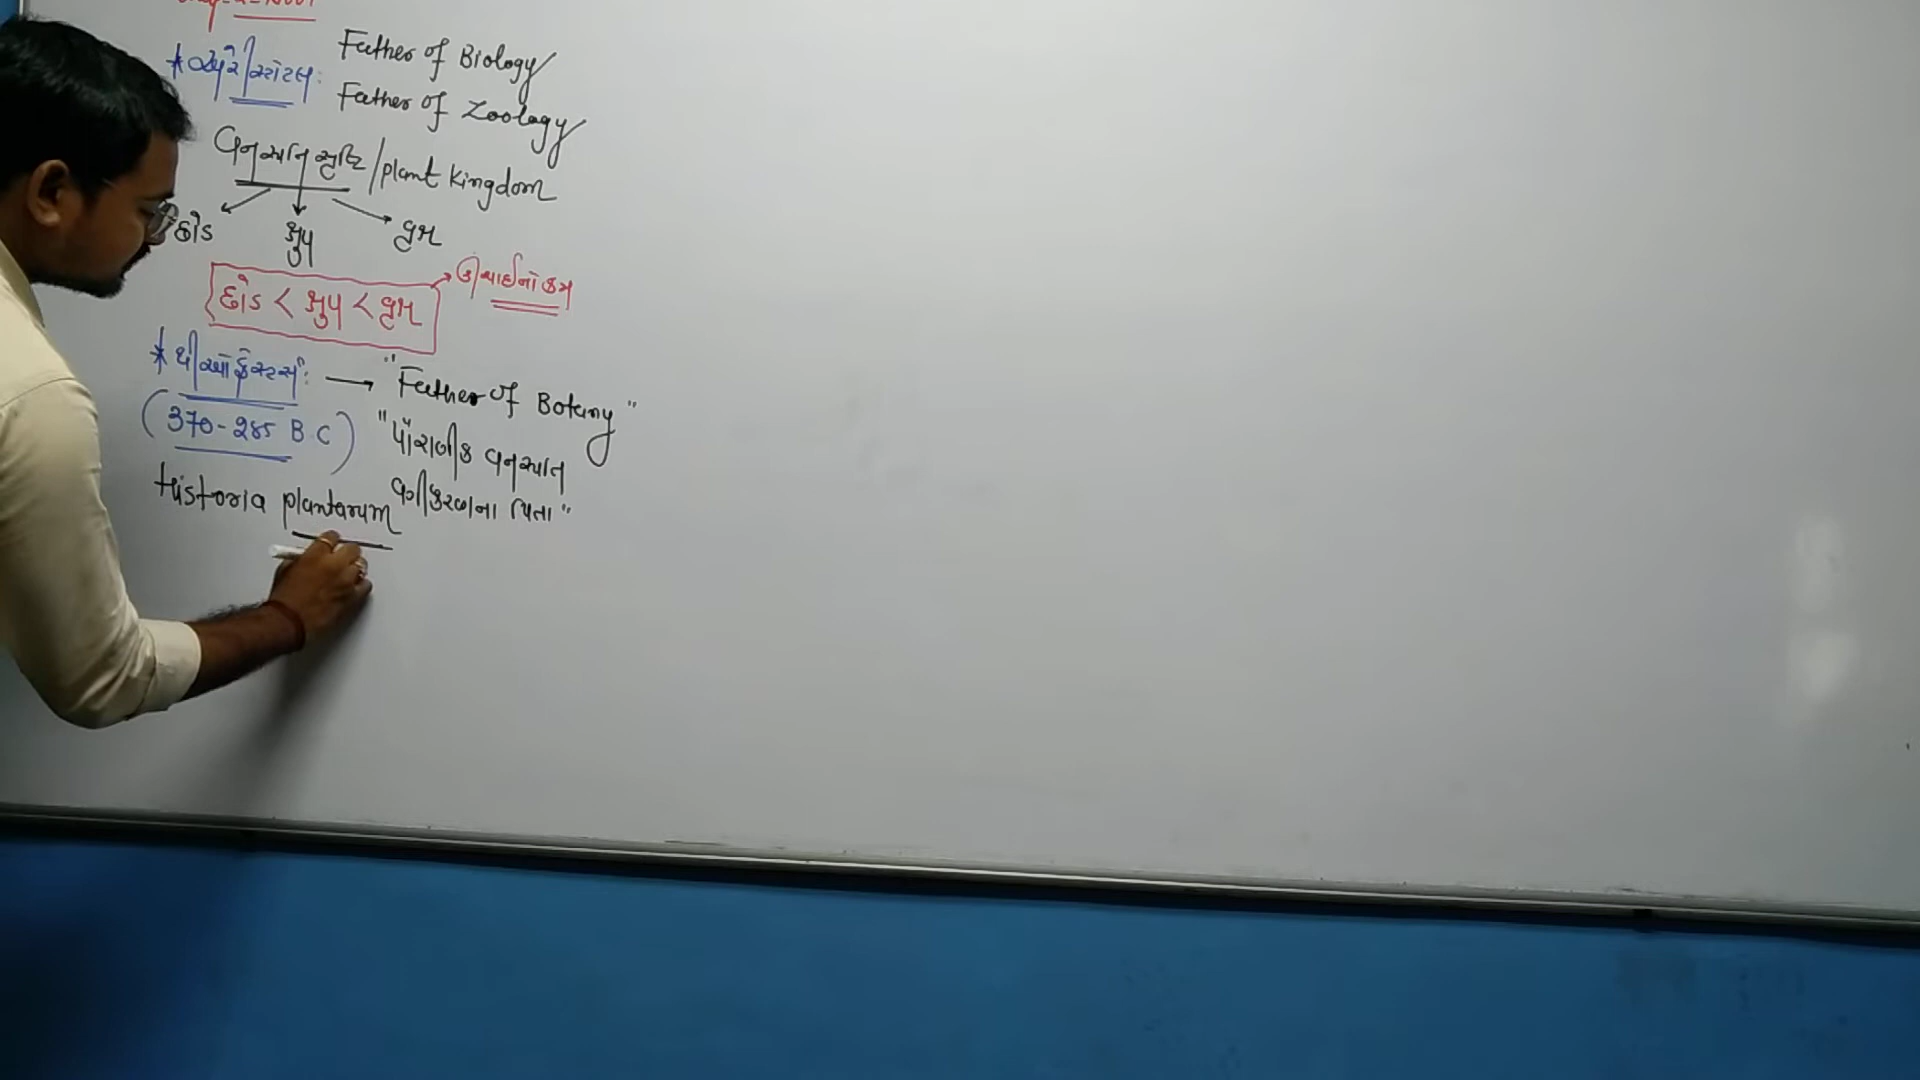 * એરીસ્ટોટલ: Father of Biology
Father of Zoology
વનસ્પતિ સૃષ્ટિ / plant Kingdom
છોડ ક્ષુપ વૃક્ષ
છોડ < ક્ષુપ < વૃક્ષ → ઊંચાઈનો ક્રમ
* થીઓફ્રેસ્ટસ: → "Father of Botany"
(370-285 B.C) "પૌરાણીક વનસ્પતિ
વર્ગીકરણના પિતા"
Historia plantarum